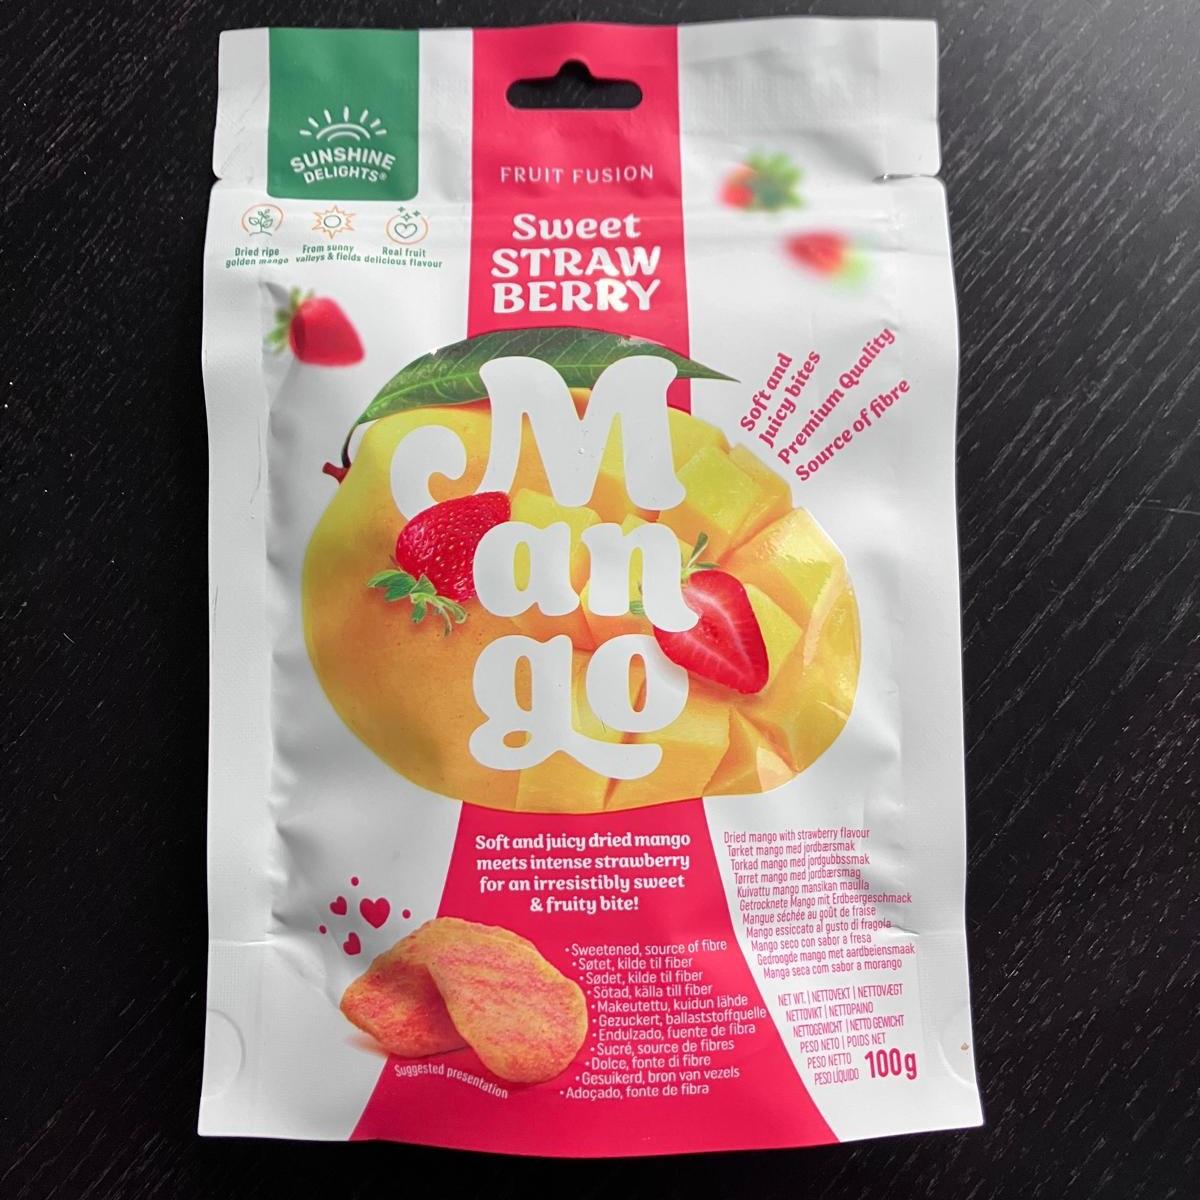 SUNSHINE
DELIGHTS®
FRUIT FUSION
Sweet
STRAW
BERRY
Dried ripe
golden mango
From sunny
valleys & fields
Real fruit
delicious flavour
Soft and
Juicy bites
Premium Quality
Source of fibre
M
an
go
Soft and juicy dried mango
meets intense strawberry
for an irresistibly sweet
& fruity bite!
Suggested presentation
• Sweetened, source of fibre
• Søtet, kilde til fiber
• Sødet, kilde til fiber
• Sötad, källa till fiber
• Makeutettu, kuidun lähde
• Gezuckert, ballaststoffquelle
• Endulzado, fuente de fibra
• Sucré, source de fibres
• Dolce, fonte di fibre
• Gesuikerd, bron van vezels
• Adoçado, fonte de fibra
Dried mango with strawberry flavour
Tørket mango med jordbærsmak
Torkad mango med jordgubbssmak
Tørret mango med jordbærsmag
Kuivattu mango mansikan maulla
Getrocknete Mango mit Erdbeergeschmack
Mangue séchée au goût de fraise
Mango essiccato al gusto di fragola
Mango seco con sabor a fresa
Gedroogde mango met aardbeiensmaak
Manga seca com sabor a morango
NET WT. | NETTOVEKT | NETTOVÆGT
NETTOVIKT | NETTOPAINO
NETTOGEWICHT | NETTO GEWICHT
PESO NETO | POIDS NET
PESO NETTO
PESO LÍQUIDO 100g